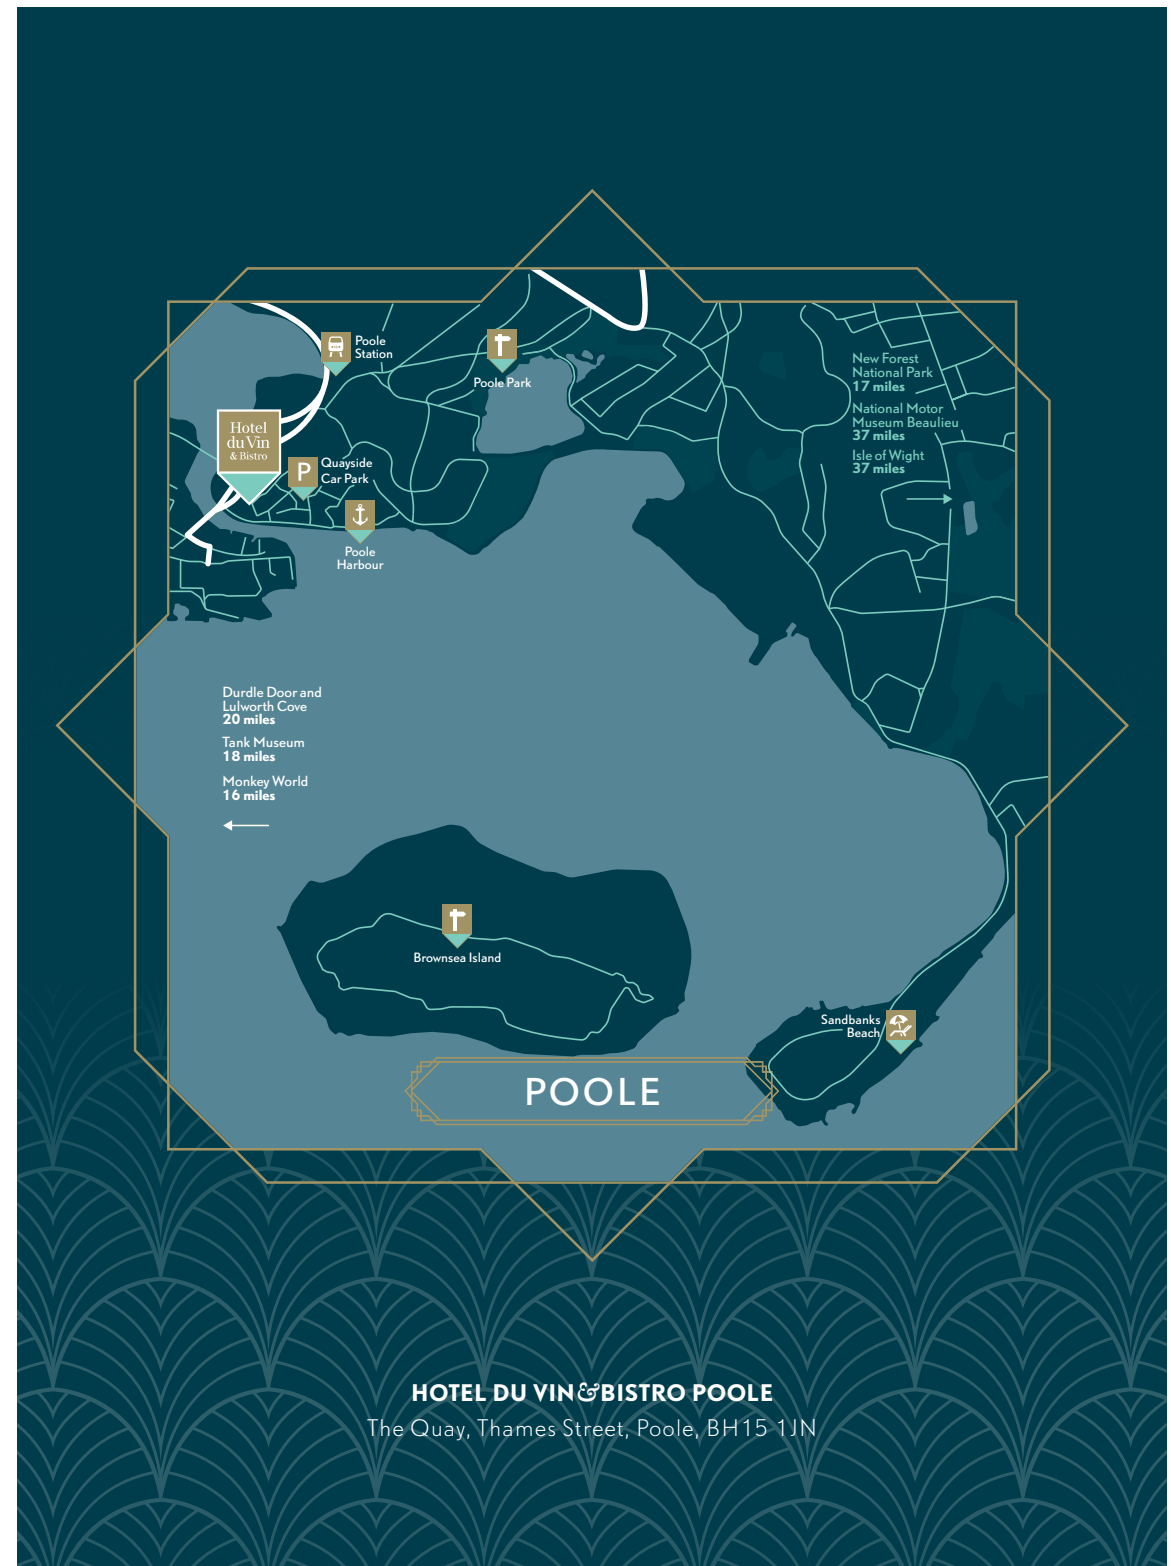 Poole
Station
Poole Park
New Forest
National Park
17 miles
National Motor
Museum Beaulieu
37 miles
Isle of Wight
37 miles
Hotel
du Vin
& Bistro
P
Quayside
Car Park
Poole
Harbour
Durdle Door and
Lulworth Cove
20 miles
Tank Museum
18 miles
Monkey World
16 miles
Brownsea Island
Sandbanks
Beach
POOLE
HOTEL DU VIN & BISTRO POOLE
The Quay, Thames Street, Poole, BH15 1JN